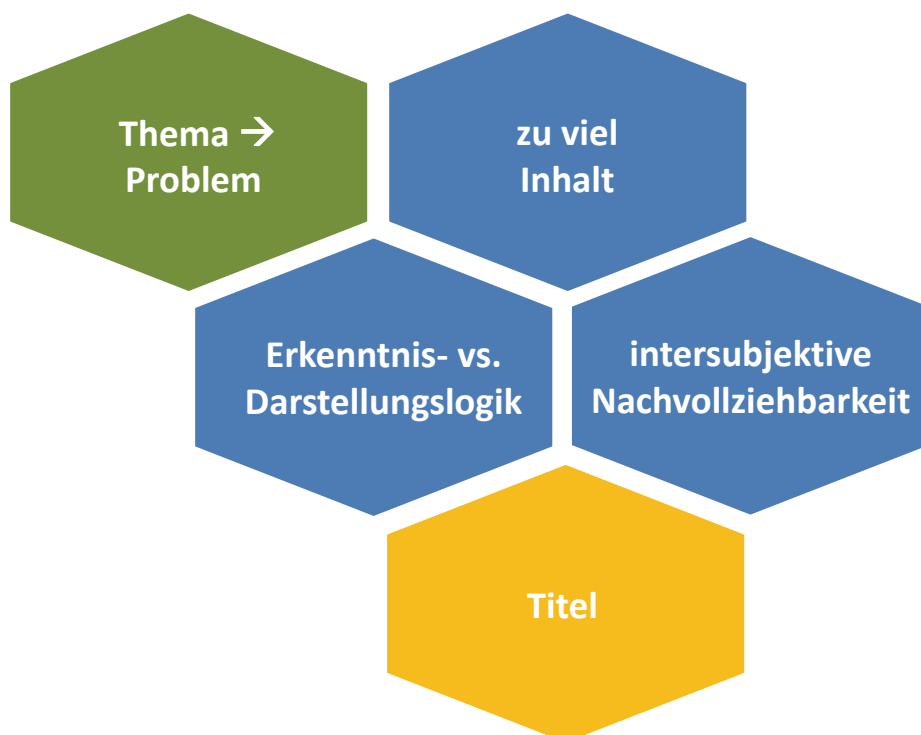 Thema →
Problem
zu viel
Inhalt
Erkenntnis- vs.
Darstellungslogik
intersubjektive
Nachvollziehbarkeit
Titel